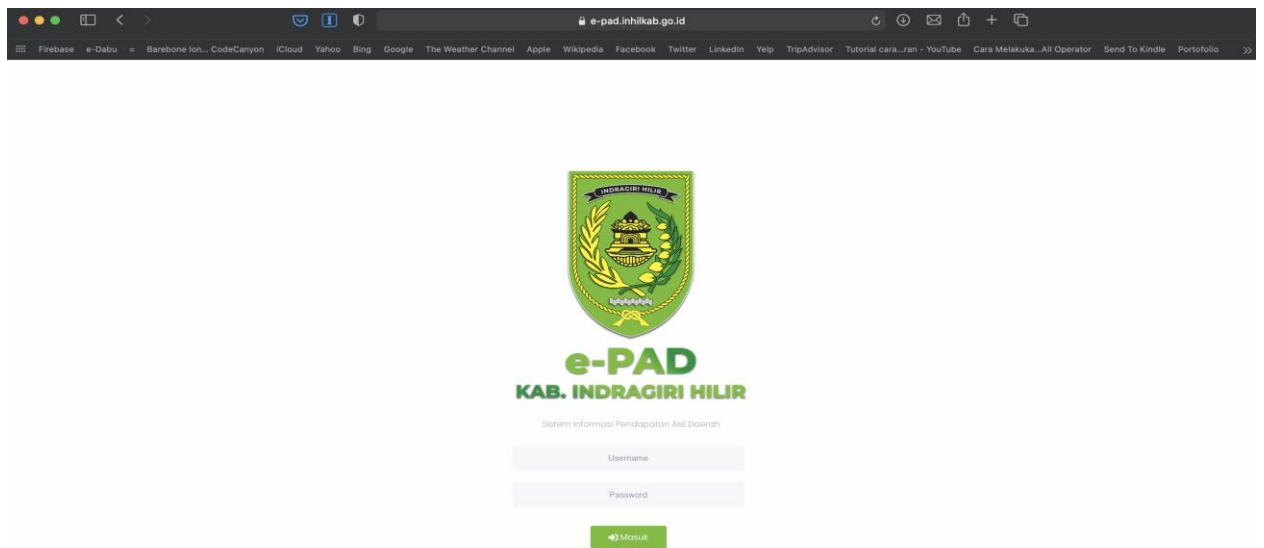 e-pad.inhilkab.go.id
Firebase e-Dabu = Barebone Ion... CodeCanyon iCloud Yahoo Bing Google The Weather Channel Apple Wikipedia Facebook Twitter LinkedIn Yelp TripAdvisor Tutorial cara...ran - YouTube Cara Melakuka...All Operator Send To Kindle Portofolio >>
INDRAGIRI HILIR
e-PAD
KAB. INDRAGIRI HILIR
Sistem Informasi Pendapatan Asli Daerah
Username
Password
Masuk